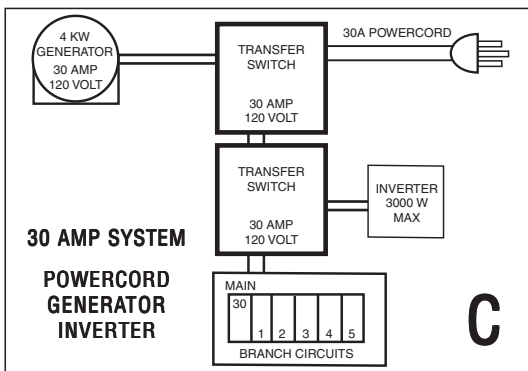 4 KW
GENERATOR
30 AMP
120 VOLT
TRANSFER
SWITCH
30 AMP
120 VOLT
30A POWERCORD
TRANSFER
SWITCH
30 AMP
120 VOLT
INVERTER
3000 W
MAX
30 AMP SYSTEM
POWERCORD
GENERATOR
INVERTER
MAIN
30
1 2 3 4 5
BRANCH CIRCUITS
C